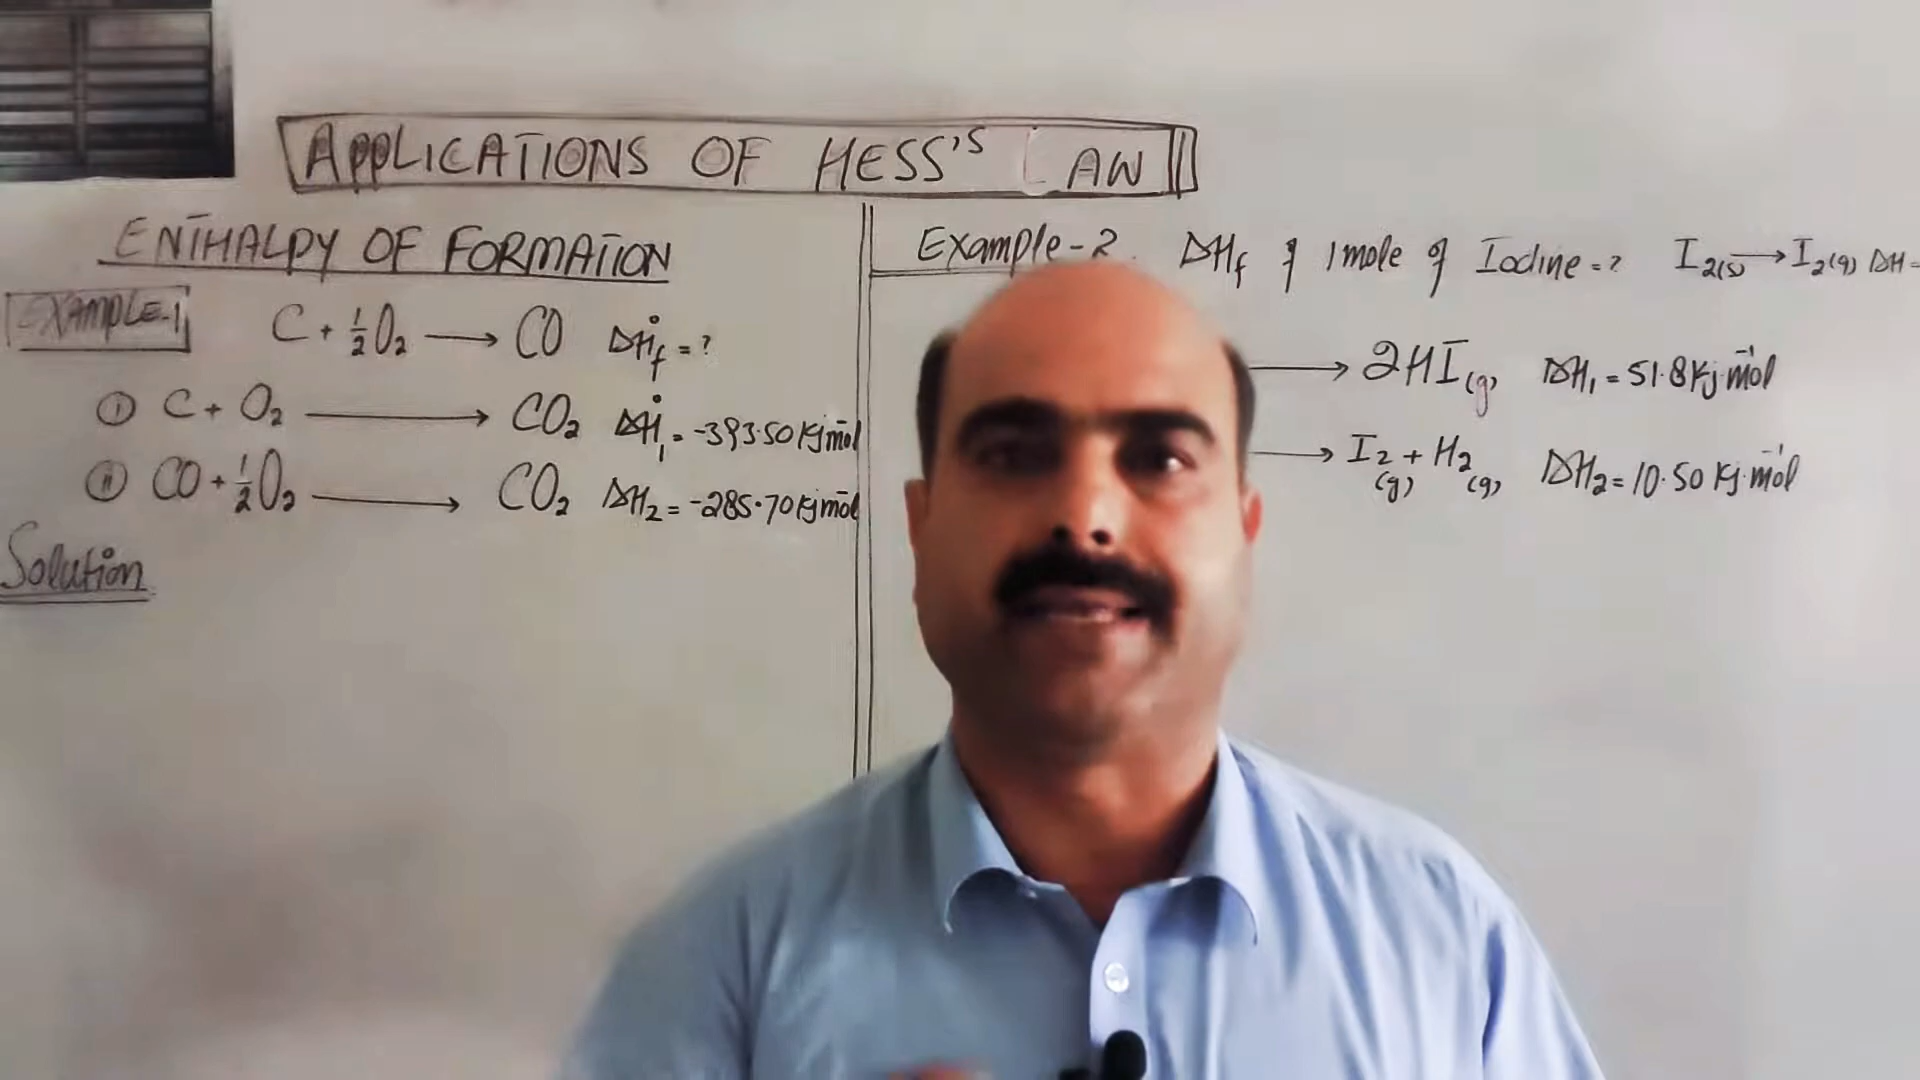 APPLICATIONS OF HESS'S LAW
ENTHALPY OF FORMATION
EXAMPLE-1 C + ½O₂ → CO ΔH°f = ?
① C + O₂ → CO₂ ΔH°₁ = -393.50 kj mol⁻
② CO + ½O₂ → CO₂ ΔH₂ = -285.70 kj mol⁻
Solution
Example-2. ΔHf of 1 mole of Iodine = ? I₂(s) → I₂(g) ΔH =
→ 2HI(g) ΔH₁ = 51.8 kj mol⁻¹
→ I₂(g) + H₂(g) ΔH₂ = 10.50 kj mol⁻¹